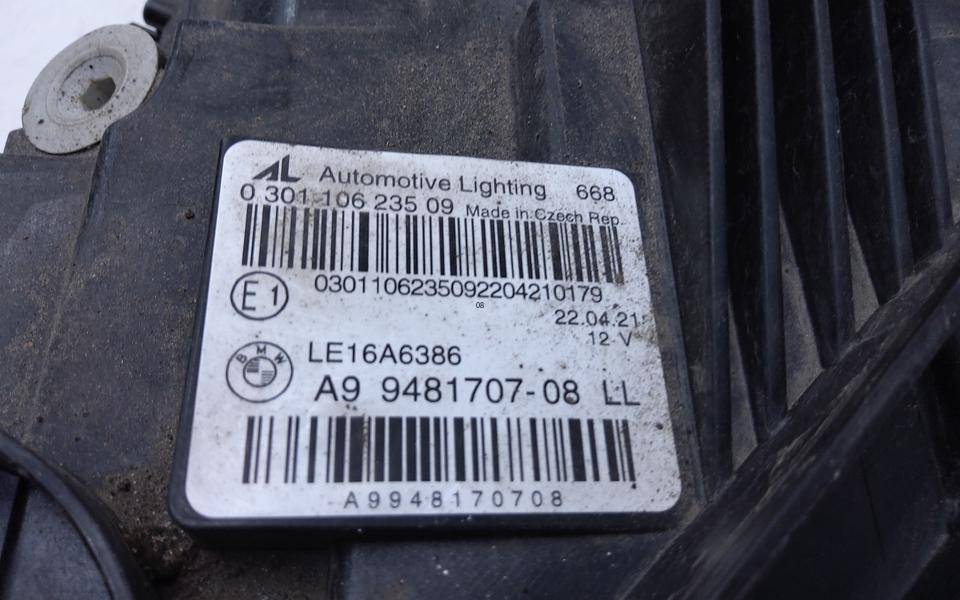 AL Automotive Lighting 668
0 301 106 235 09 Made in Czech Rep.
0301106235092204210179
08
E1
22.04.21
12 V
BMW
LE16A6386
A9 9481707-08 LL
A9948170708